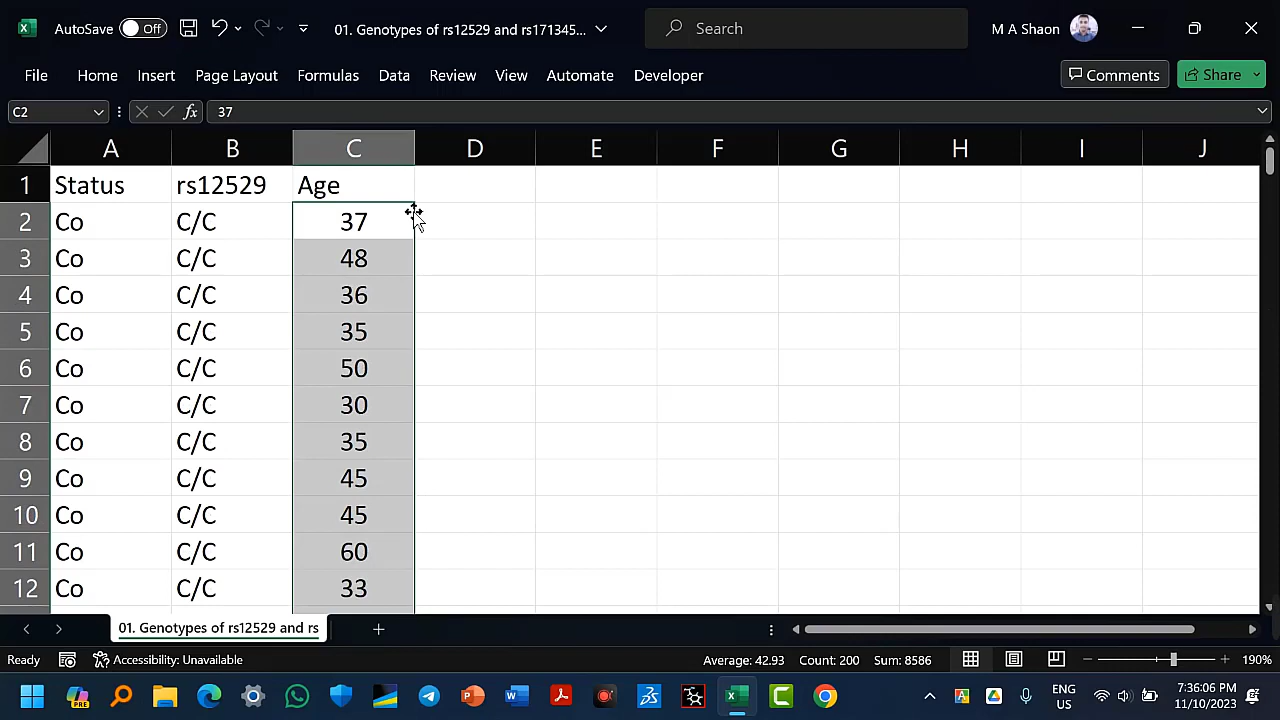 AutoSave Off 01. Genotypes of rs12529 and rs171345... Search M A Shaon
File Home Insert Page Layout Formulas Data Review View Automate Developer Comments Share
C2 fx 37
A B C D E F G H I J
1 Status rs12529 Age
2 Co C/C 37
3 Co C/C 48
4 Co C/C 36
5 Co C/C 35
6 Co C/C 50
7 Co C/C 30
8 Co C/C 35
9 Co C/C 45
10 Co C/C 45
11 Co C/C 60
12 Co C/C 33
01. Genotypes of rs12529 and rs
Ready Accessibility: Unavailable Average: 42.93 Count: 200 Sum: 8586 190%
ENG 7:36:06 PM
US 11/10/2023